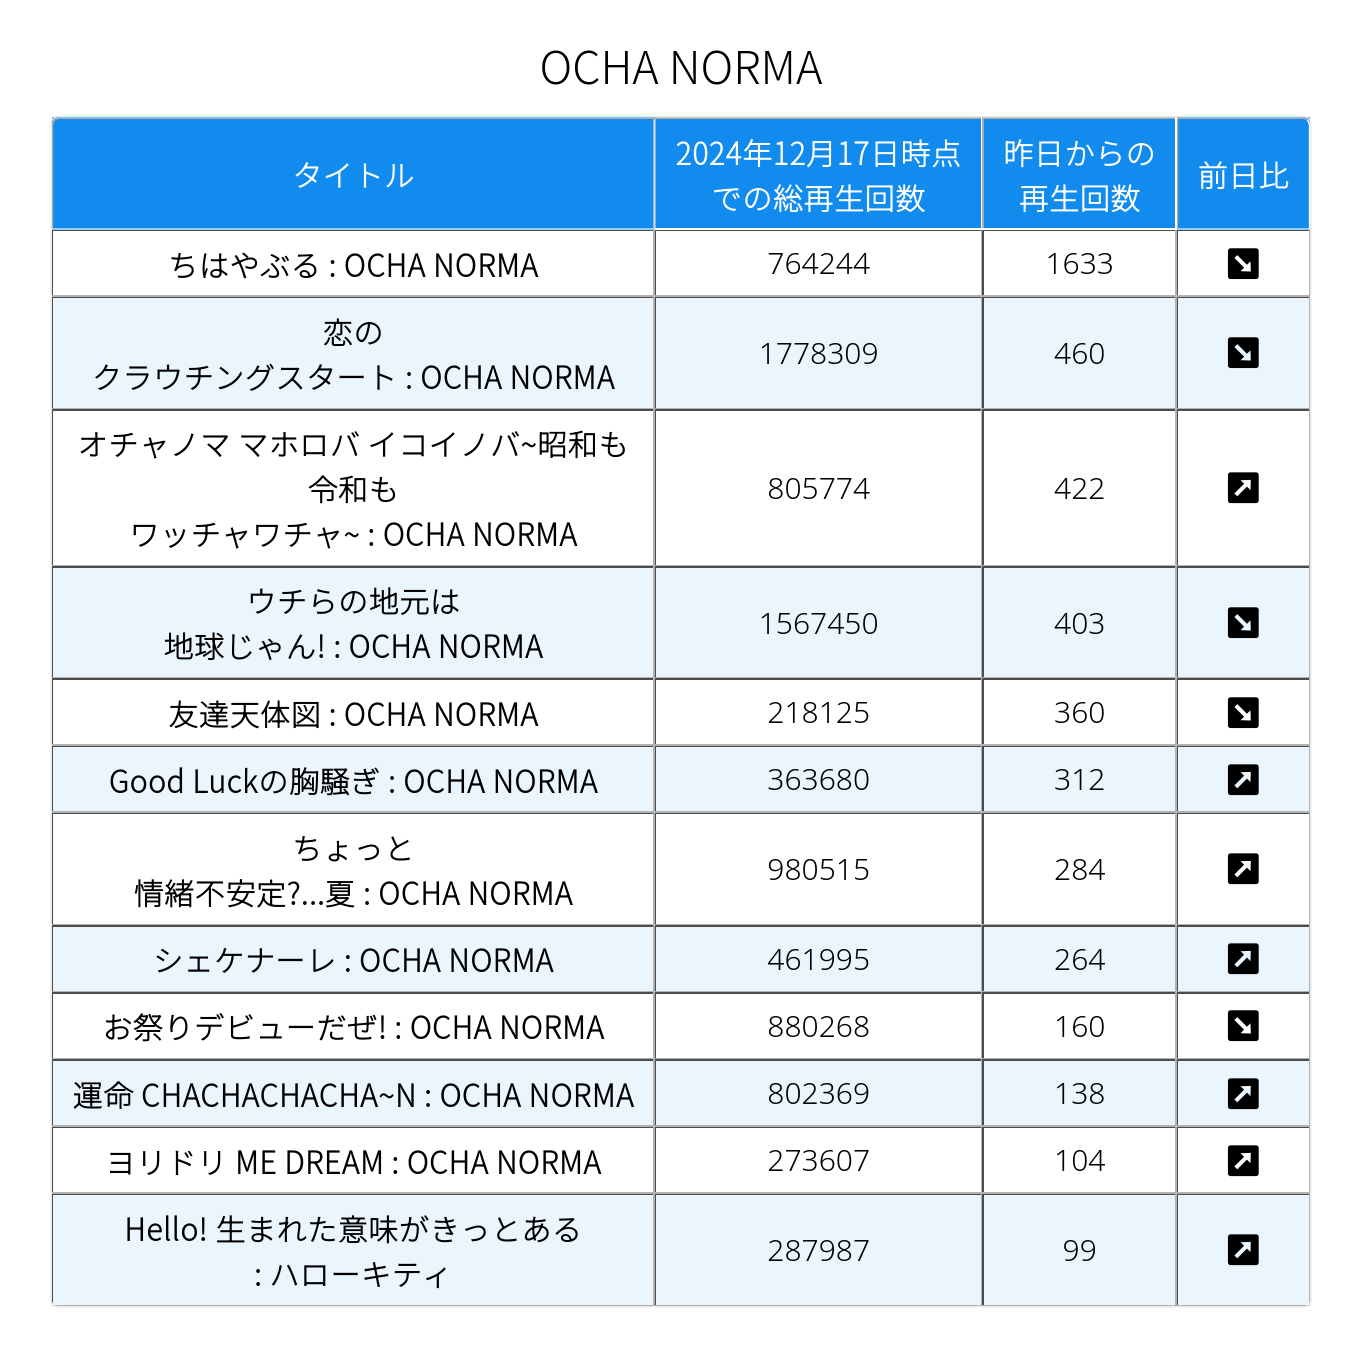 OCHA NORMA
タイトル
2024年12月17日時点
での総再生回数
昨日からの
再生回数
前日比
ちはやぶる : OCHA NORMA
764244
1633
↘
恋の
クラウチングスタート : OCHA NORMA
1778309
460
↘
オチャノマ マホロバ イコイノバ~昭和も
令和も
ワッチャワチャ~ : OCHA NORMA
805774
422
↗
ウチらの地元は
地球じゃん! : OCHA NORMA
1567450
403
↘
友達天体図 : OCHA NORMA
218125
360
↘
Good Luckの胸騒ぎ : OCHA NORMA
363680
312
↗
ちょっと
情緒不安定?...夏 : OCHA NORMA
980515
284
↗
シェケナーレ : OCHA NORMA
461995
264
↗
お祭りデビューだぜ! : OCHA NORMA
880268
160
↘
運命 CHACHACHACHA~N : OCHA NORMA
802369
138
↗
ヨリドリ ME DREAM : OCHA NORMA
273607
104
↗
Hello! 生まれた意味がきっとある
: ハローキティ
287987
99
↗